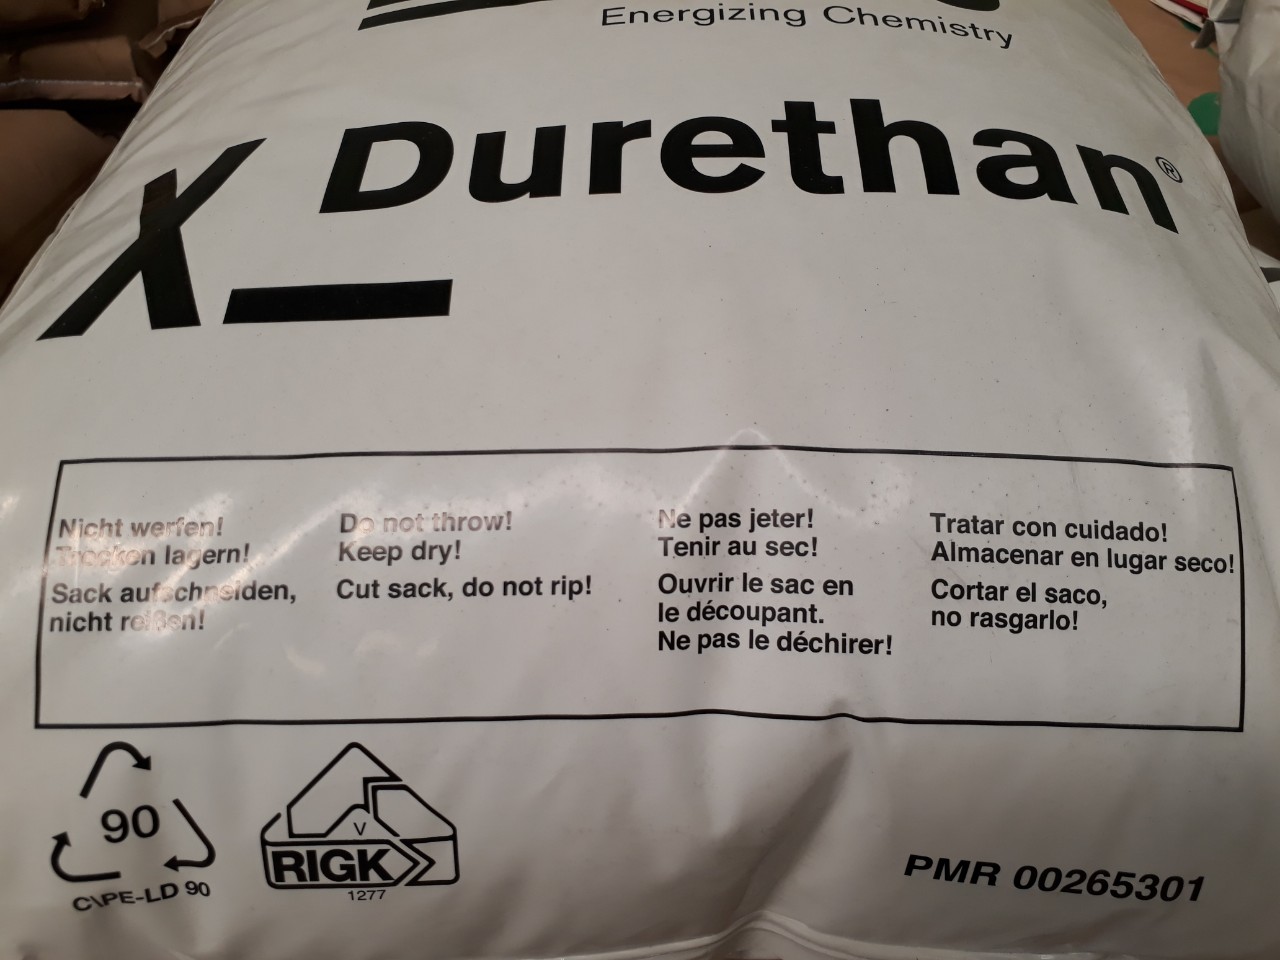 Energizing Chemistry
X_ Durethan®
Nicht werfen!
Trocken lagern!
Sack aufschneiden,
nicht reißen!
Do not throw!
Keep dry!
Cut sack, do not rip!
Ne pas jeter!
Tenir au sec!
Ouvrir le sac en
le découpant.
Ne pas le déchirer!
Tratar con cuidado!
Almacenar en lugar seco!
Cortar el saco,
no rasgarlo!
90
C\PE-LD 90
V
RIGK
1277
PMR 00265301